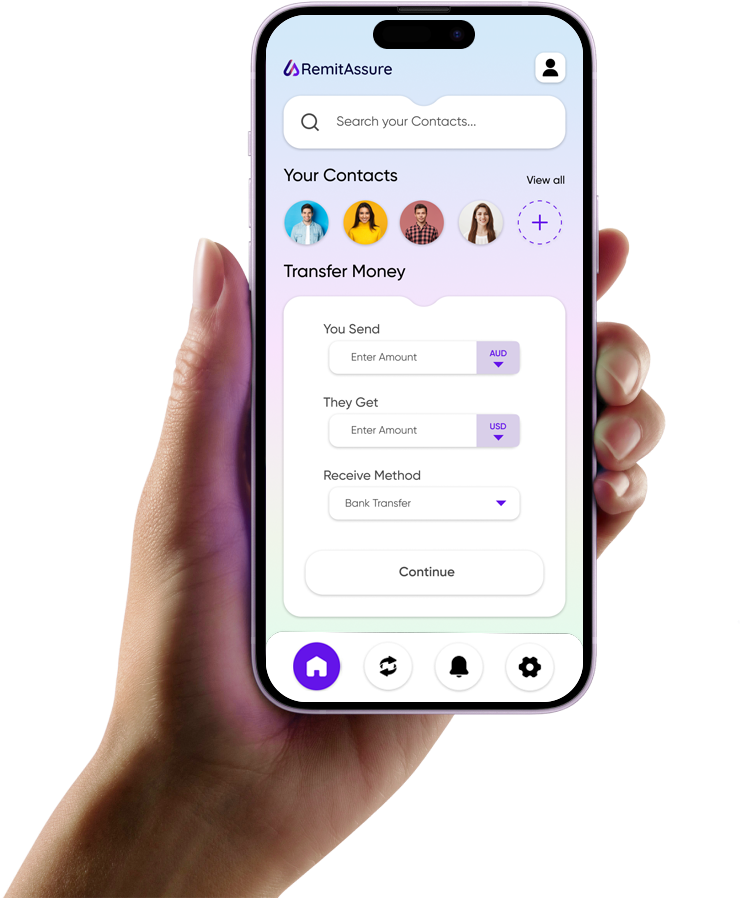 RemitAssure
Search your Contacts...
Your Contacts
View all
Transfer Money
You Send
Enter Amount
AUD
They Get
Enter Amount
USD
Receive Method
Bank Transfer
Continue